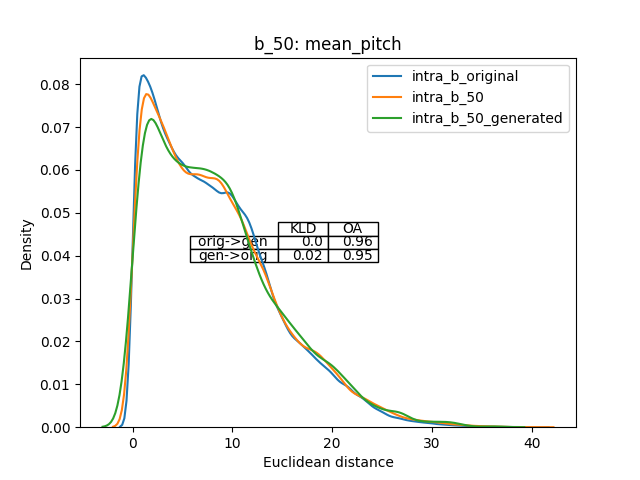 b_50: mean_pitch
intra_b_original
intra_b_50
intra_b_50_generated
0.08
0.07
0.06
0.05
0.04
0.03
0.02
0.01
0.00
Density
KLD OA
orig->gen 0.0 0.96
gen->orig 0.02 0.95
0 10 20 30 40
Euclidean distance